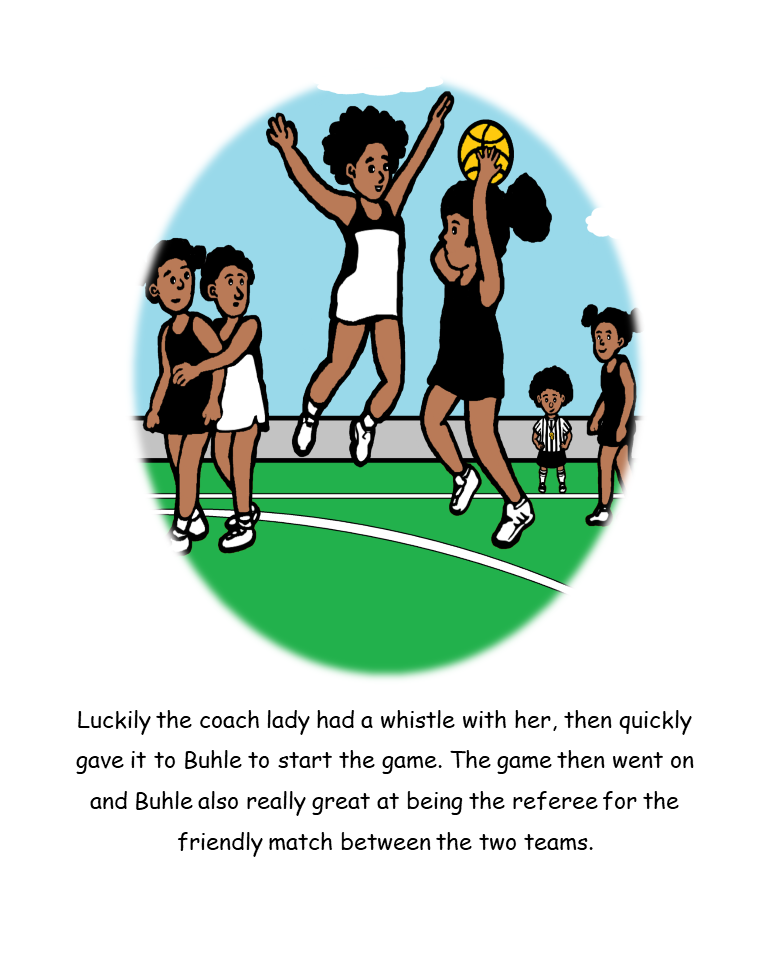 Luckily the coach lady had a whistle with her, then quickly
gave it to Buhle to start the game. The game then went on
and Buhle also really great at being the referee for the
friendly match between the two teams.